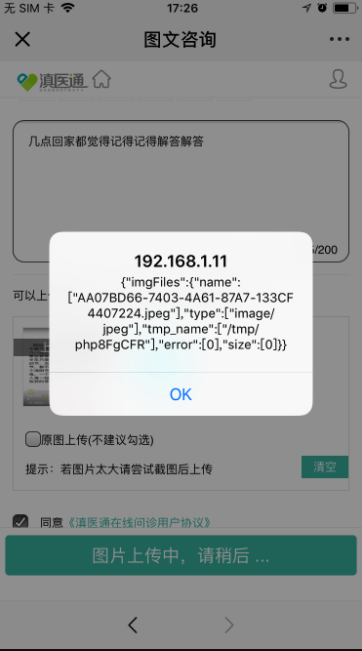 无 SIM 卡 17:26
图文咨询
滇医通
几点回家都觉得记得记得解答解答
/200
192.168.1.11
{"imgFiles":{"name":
["AA07BD66-7403-4A61-87A7-133CF
4407224.jpeg"],"type":["image/
jpeg"],"tmp_name":["/tmp/
php8FgCFR"],"error":[0],"size":[0]}}
可以上
OK
原图上传(不建议勾选)
提示：若图片太大请尝试截图后上传
清空
同意《滇医通在线问诊用户协议》
图片上传中，请稍后 ...